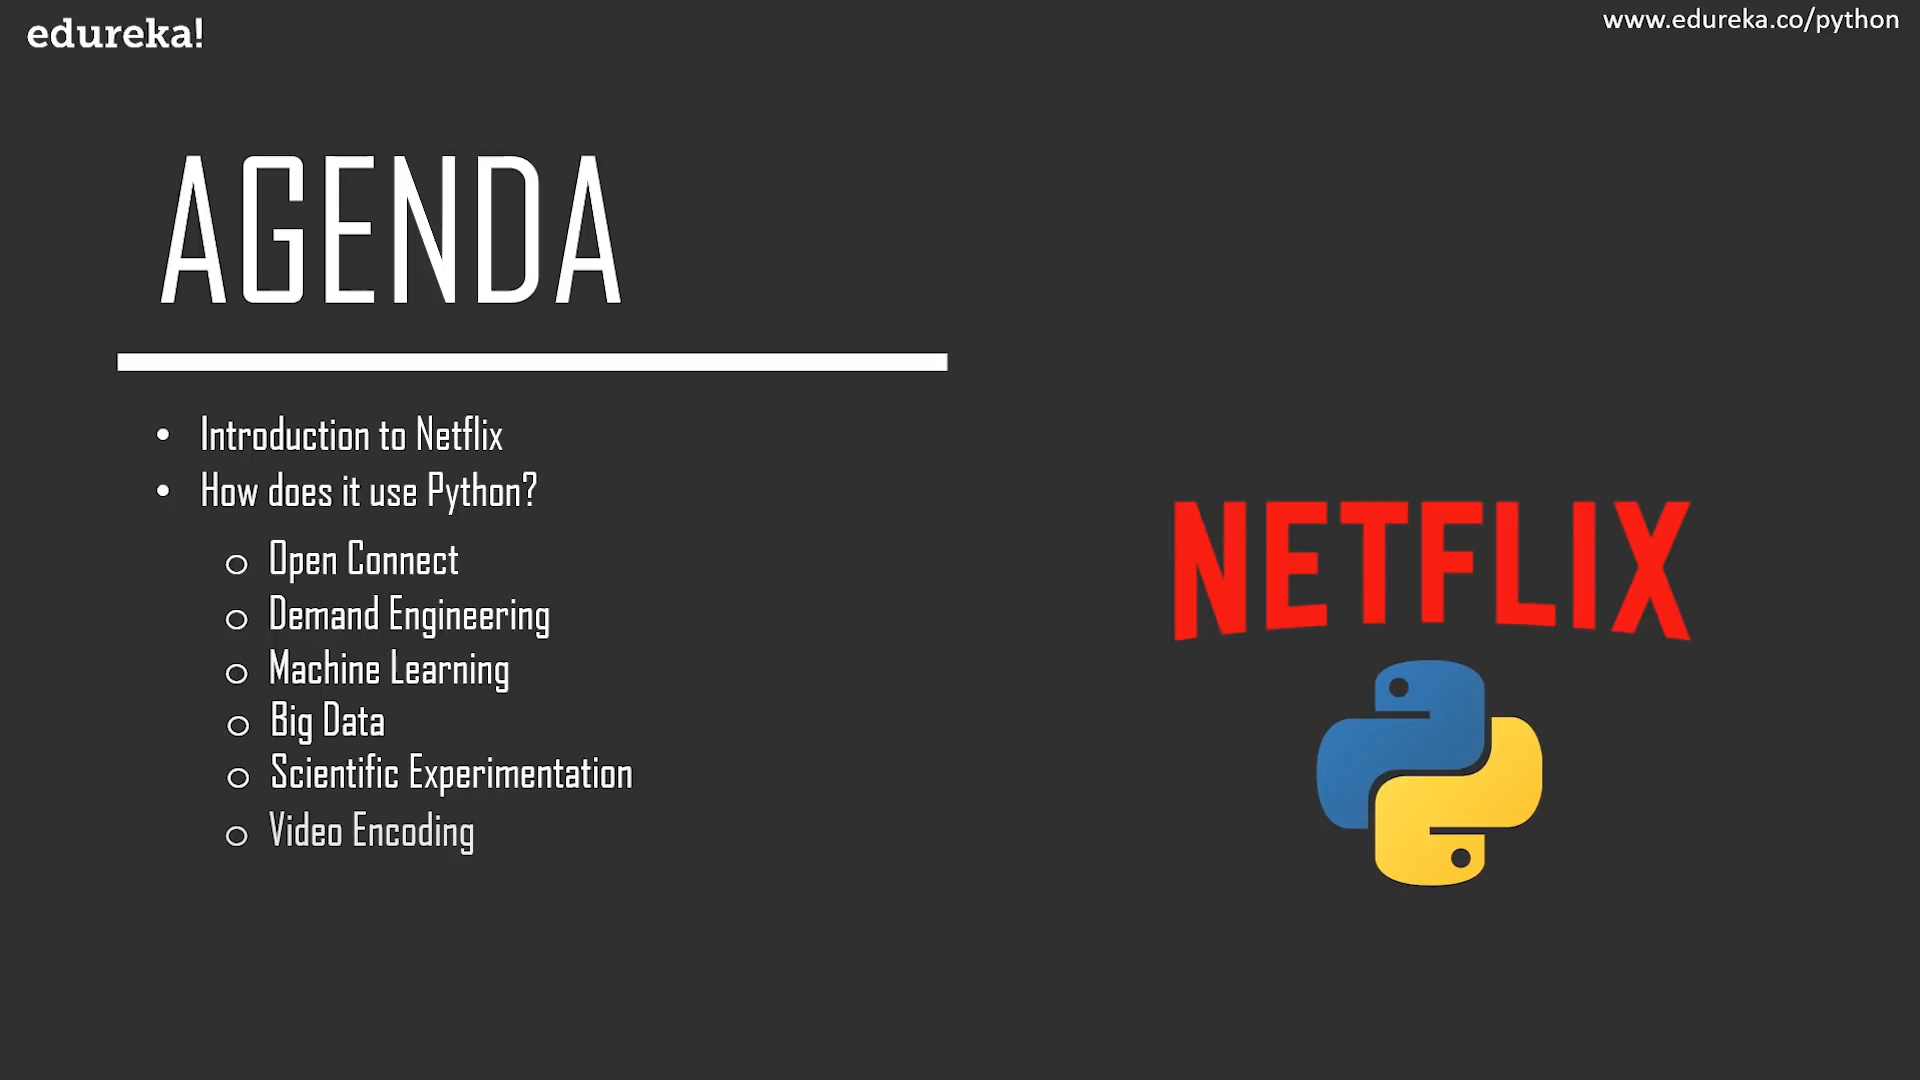 edureka!
www.edureka.co/python
AGENDA
• Introduction to Netflix
• How does it use Python?
o Open Connect
o Demand Engineering
o Machine Learning
o Big Data
o Scientific Experimentation
o Video Encoding
NETFLIX